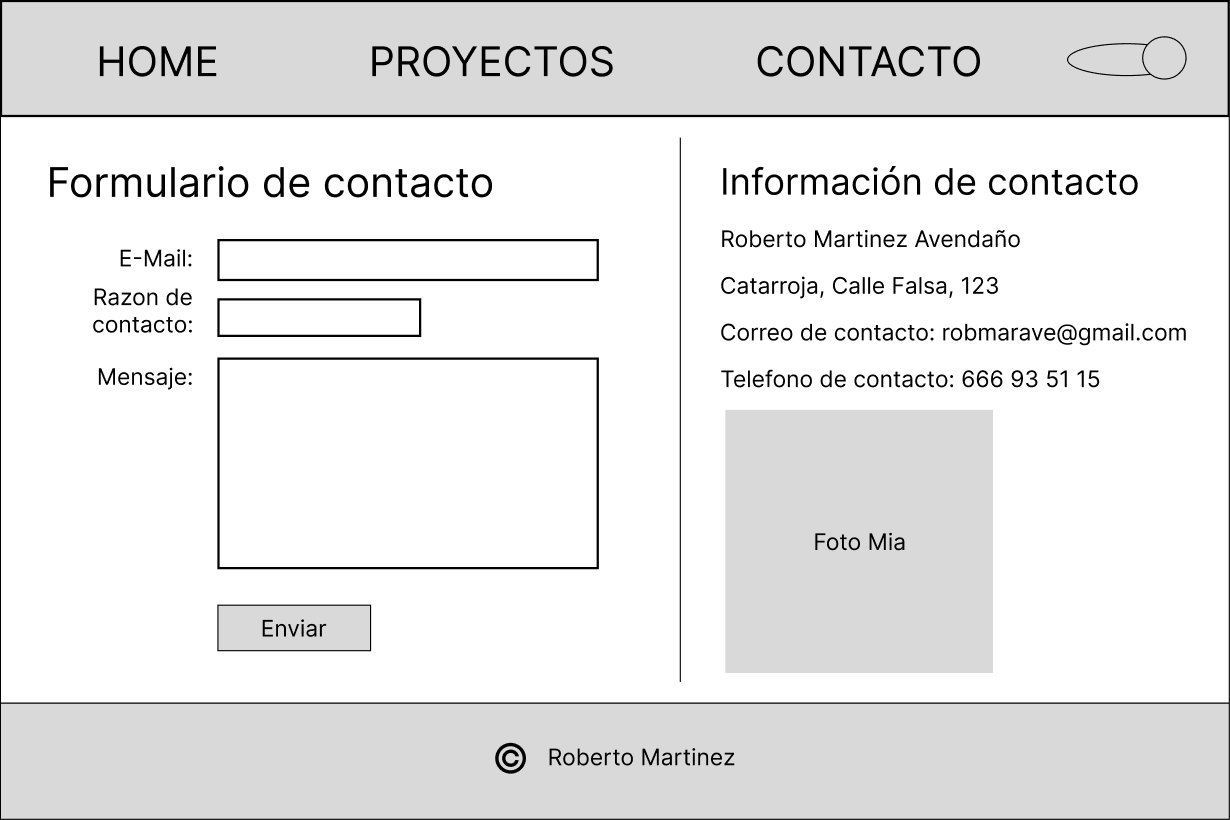 HOME PROYECTOS CONTACTO
Formulario de contacto
E-Mail:
Razon de
contacto:
Mensaje:
Enviar
Información de contacto
Roberto Martinez Avendaño
Catarroja, Calle Falsa, 123
Correo de contacto: robmarave@gmail.com
Telefono de contacto: 666 93 51 15
Foto Mia
© Roberto Martinez